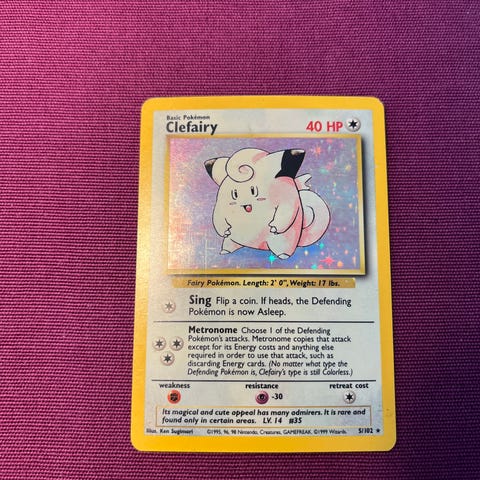 Basic Pokémon
Clefairy 40 HP
Fairy Pokémon. Length: 2' 0", Weight: 17 lbs.
Sing Flip a coin. If heads, the Defending
Pokémon is now Asleep.
Metronome Choose 1 of the Defending
Pokémon's attacks. Metronome copies that attack
except for its Energy costs and anything else
required in order to use that attack, such as
discarding Energy cards. (No matter what type the
Defending Pokémon is, Clefairy's type is still Colorless.)
weakness resistance retreat cost
-30
Its magical and cute appeal has many admirers. It is rare and
found only in certain areas. LV. 14 #35
Illus. Ken Sugimori ©1995, 96, 98 Nintendo, Creatures, GAMEFREAK. ©1999 Wizards. 5/102 ★